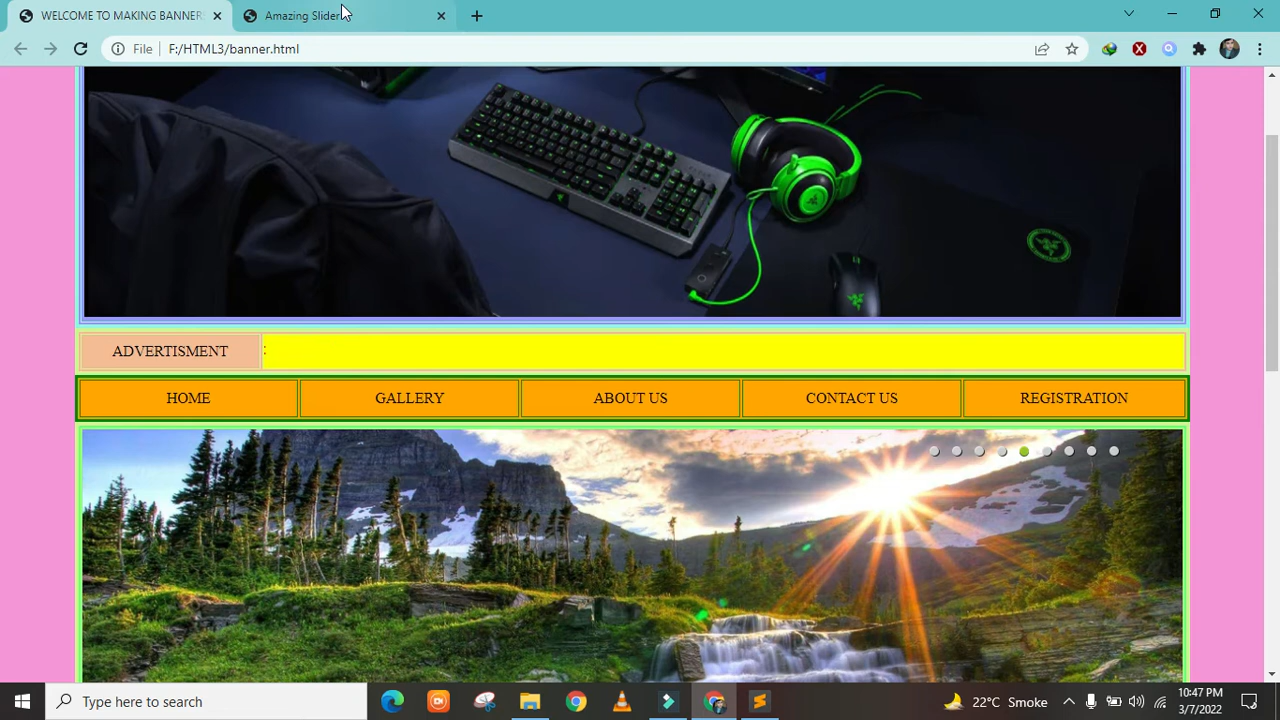 WELCOME TO MAKING BANNER
Amazing Slider
File
F:/HTML3/banner.html
ADVERTISMENT
:
HOME
GALLERY
ABOUT US
CONTACT US
REGISTRATION
Type here to search
22°C Smoke
10:47 PM
3/7/2022